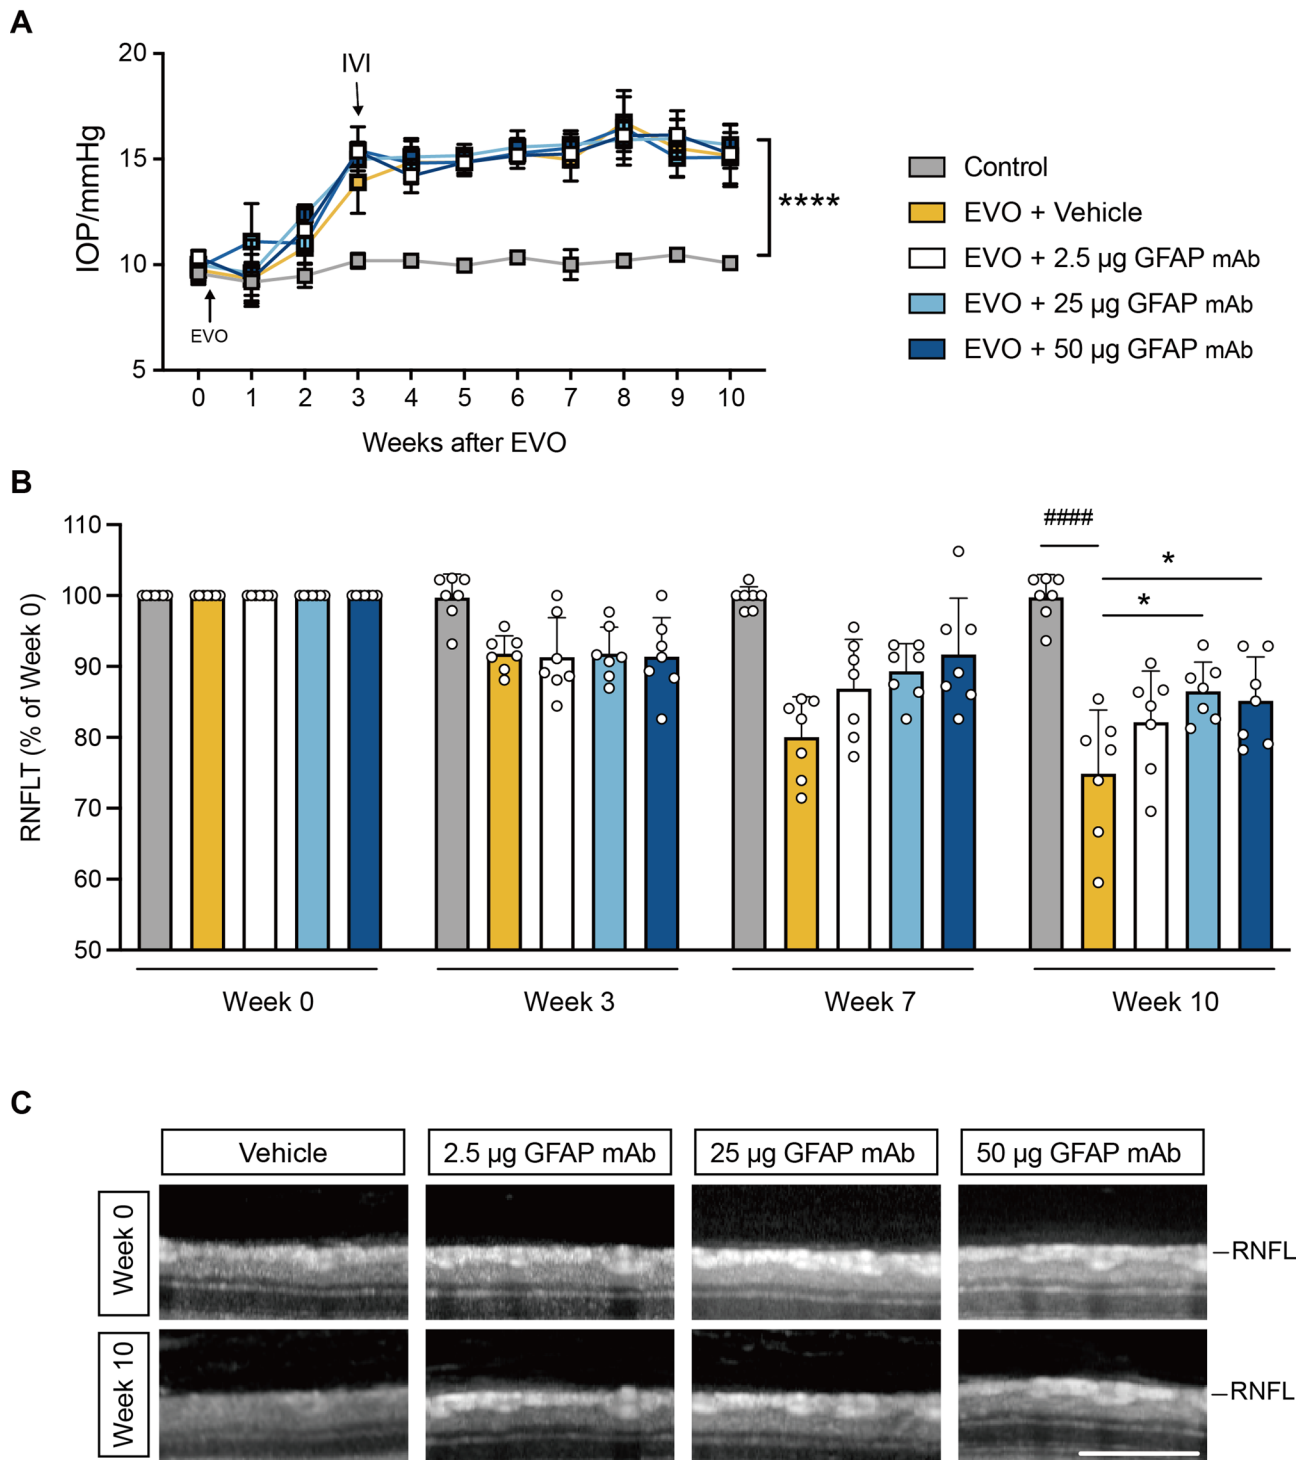 A
20
15
10
5
IOP/mmHg
IVI
EVO
****
0 1 2 3 4 5 6 7 8 9 10
Weeks after EVO
Control
EVO + Vehicle
EVO + 2.5 µg GFAP mAb
EVO + 25 µg GFAP mAb
EVO + 50 µg GFAP mAb
B
110
100
90
80
70
60
50
RNFLT (% of Week 0)
####
*
*
Week 0 Week 3 Week 7 Week 10
C
Vehicle 2.5 µg GFAP mAb 25 µg GFAP mAb 50 µg GFAP mAb
Week 0
RNFL
Week 10
RNFL